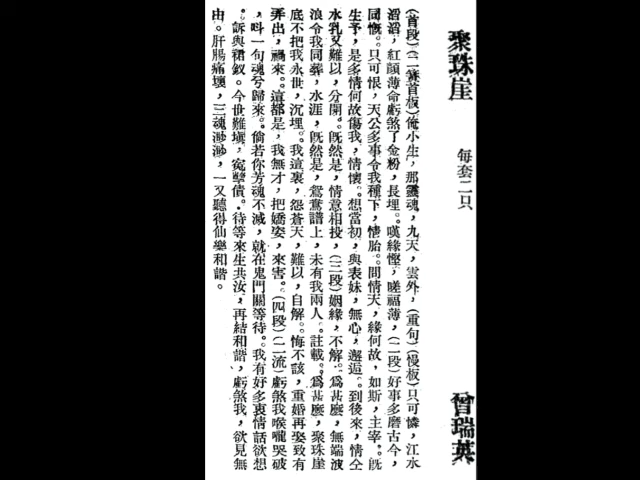 聚珠崖
每套二只
曾瑞英
(首段)(二簧首板)俺小生，那靈魂，九天，雲外，(重句)(慢板)只可憐，江水
滔滔，紅顏薄命虧煞了金粉，長埋。嘆緣慳，嗟福薄，(二段)好事多磨古今，
同慨。只可恨，天公多事令我種下，情胎。問情天，緣何故，如斯，主宰。既
生予，是多情何故傷我，情懷。想當初，與表妹，無心，邂逅。到後來，情仝
水乳又難以，分開。既然是，情意相投，(三段)姻緣，不解。為甚麼，無端波
浪令我同葬，水涯，既然是，鴛鴦譜上，未有我兩人。註載。為甚麼，聚珠崖
底不把我永世，沉埋。我這裏，怨蒼天，難以，自解。悔不該，重婚再娶致有
弄出，禍來。這都是，我無才，把嬌姿，來害。(四段)(二流)虧煞我喉嚨哭破
，叫一句魂兮歸來。倘若你芳魂不滅，就在鬼門關等待。我有好多衷情話欲想
，訴與裙釵。今世難塡，寃孽債。待等來生共汝，再結和諧，虧煞我，欲見無
由。肝腸痛壞，三魂渺渺，一又聽得仙樂和諧。